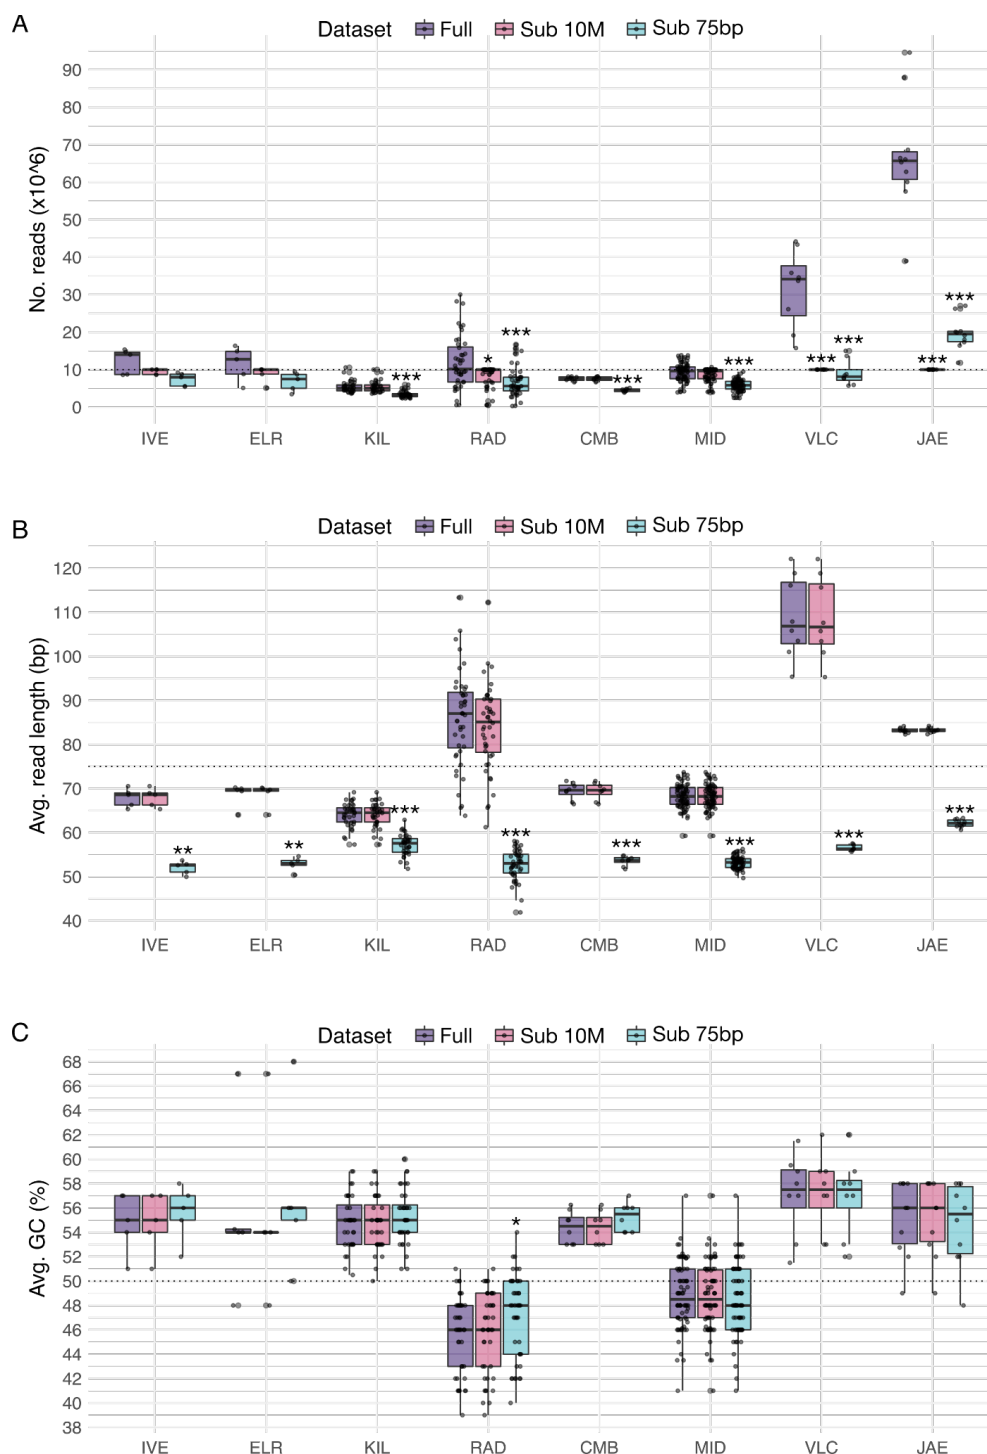 A
Dataset Full Sub 10M Sub 75bp
No. reads (x10^6)
90
80
70
60
50
40
30
20
10
0
*** * *** *** *** *** *** *** ***
IVE ELR KIL RAD CMB MID VLC JAE
B
Dataset Full Sub 10M Sub 75bp
Avg. read length (bp)
120
110
100
90
80
70
60
50
40
** ** *** *** *** *** *** ***
IVE ELR KIL RAD CMB MID VLC JAE
C
Dataset Full Sub 10M Sub 75bp
Avg. GC (%)
68
66
64
62
60
58
56
54
52
50
48
46
44
42
40
38
*
IVE ELR KIL RAD CMB MID VLC JAE